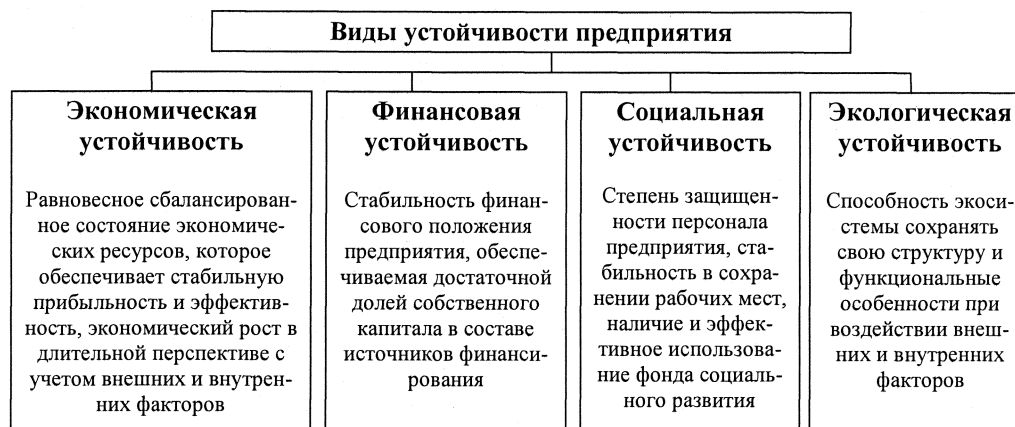 Виды устойчивости предприятия
Экономическая
устойчивость
Равновесное сбалансирован-
ное состояние экономиче-
ских ресурсов, которое
обеспечивает стабильную
прибыльность и эффектив-
ность, экономический рост в
длительной перспективе с
учетом внешних и внутрен-
них факторов
Финансовая
устойчивость
Стабильность финан-
сового положения
предприятия, обеспе-
чиваемая достаточной
долей собственного
капитала в составе
источников финанси-
рования
Социальная
устойчивость
Степень защищен-
ности персонала
предприятия, ста-
бильность в сохра-
нении рабочих мест,
наличие и эффек-
тивное использова-
ние фонда социаль-
ного развития
Экологическая
устойчивость
Способность экоси-
стемы сохранять
свою структуру и
функциональные
особенности при
воздействии внеш-
них и внутренних
факторов